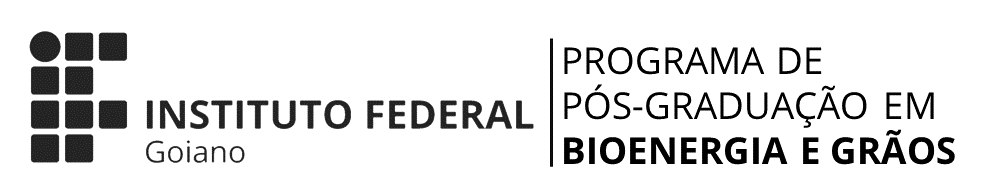 INSTITUTO FEDERAL
Goiano
PROGRAMA DE
PÓS-GRADUAÇÃO EM
BIOENERGIA E GRÃOS